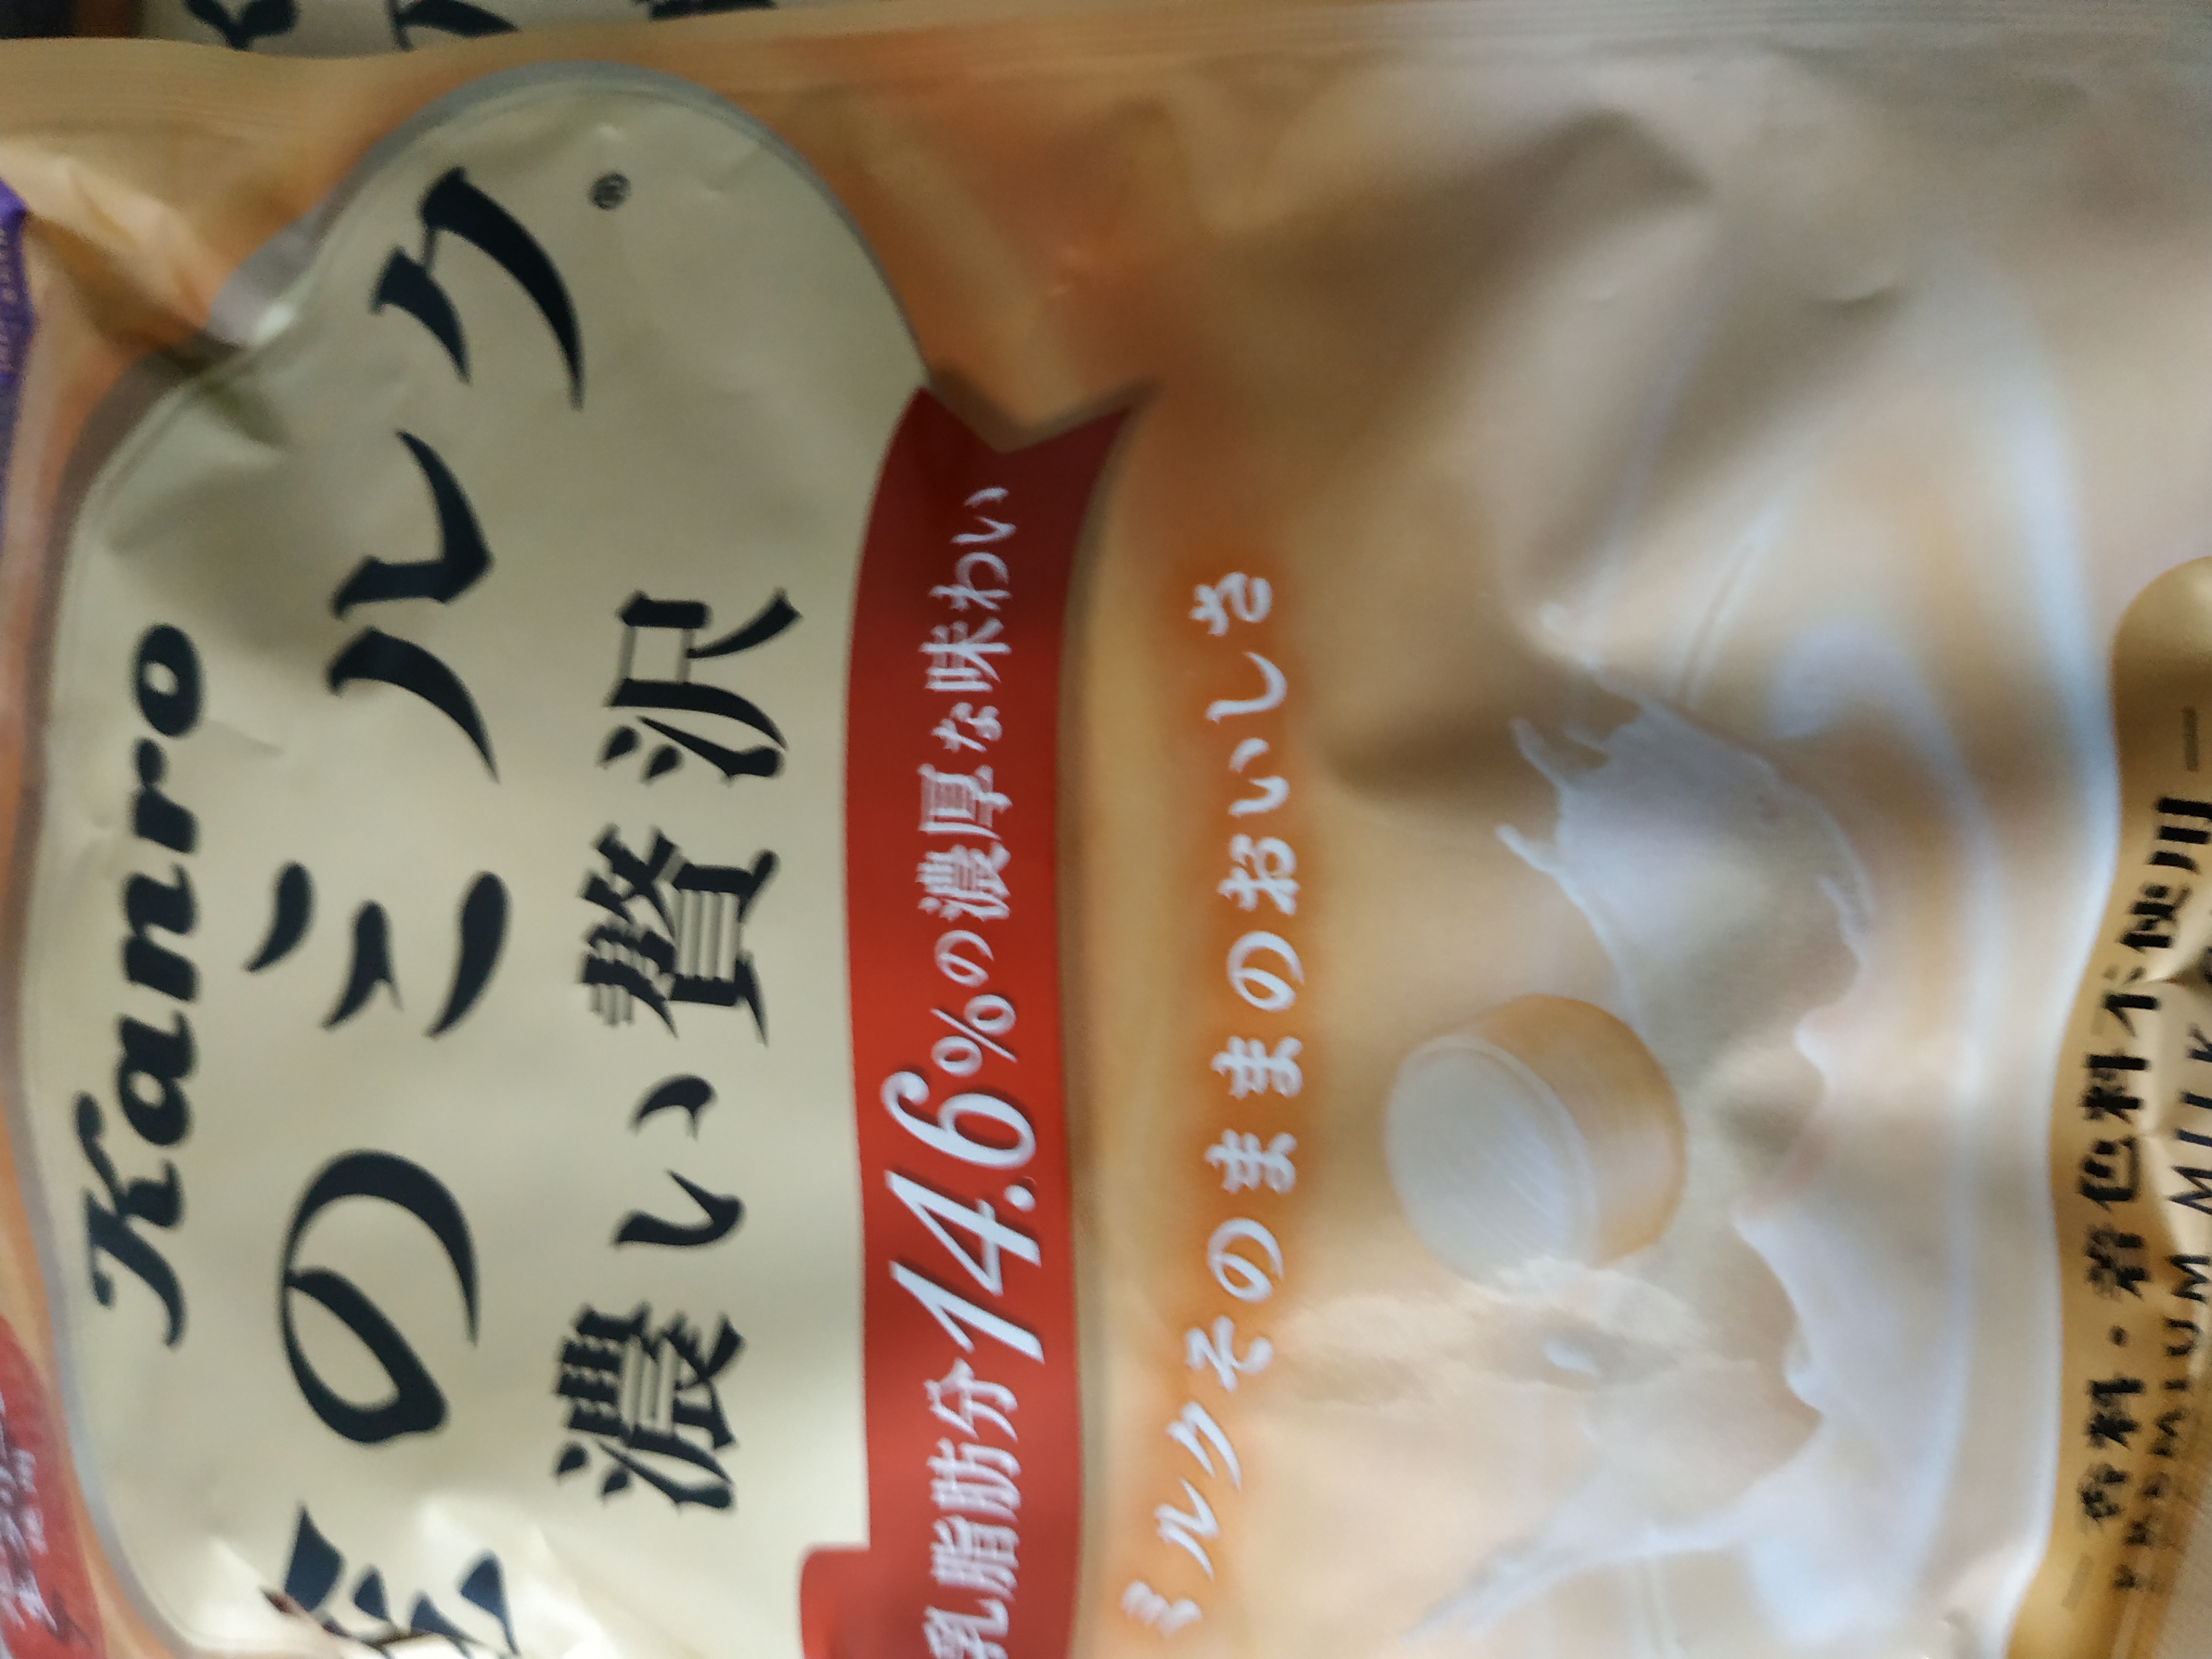 Kanro
のミルク®
濃い贅沢
乳脂肪分14.6%の濃厚な味わい
ミルクそのままのおいしさ
香料・着色料不使用
PREMIUM MILK